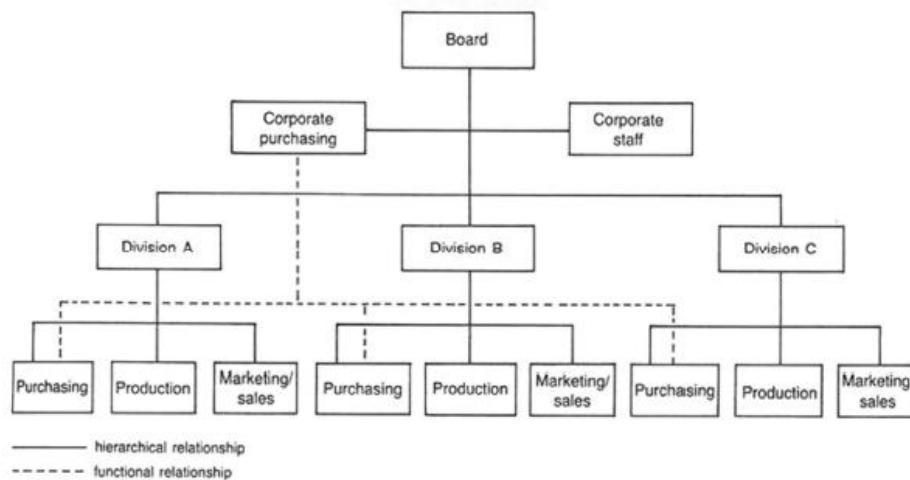 Board
Corporate
purchasing
Corporate
staff
Division A
Division B
Division C
Purchasing
Production
Marketing/
sales
Purchasing
Production
Marketing/
sales
Purchasing
Production
Marketing/
sales
hierarchical relationship
functional relationship